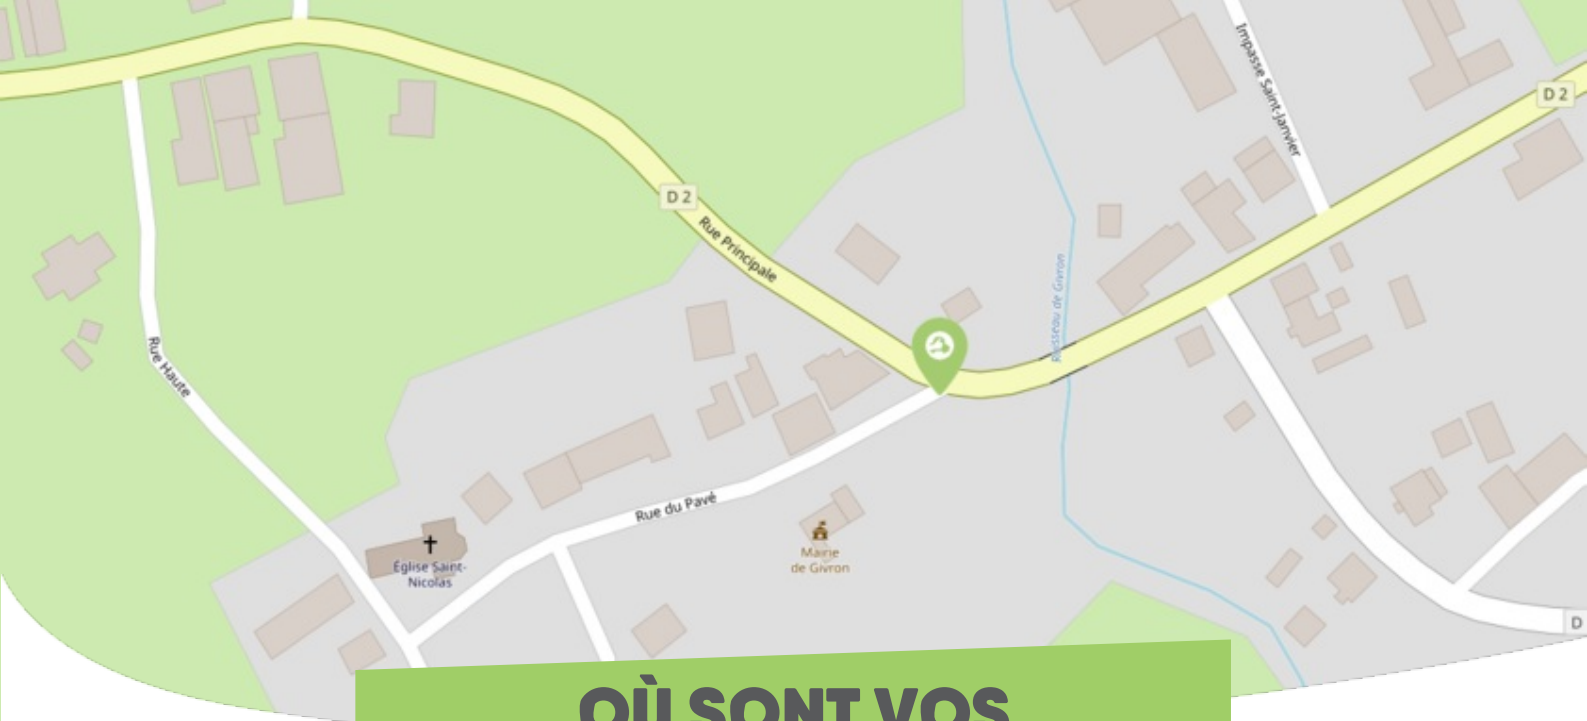 Impasse Saint-Janvier
D 2
D 2
Rue Principale
Ruisseau de Givron
Rue Haute
Rue du Pavé
Église Saint-
Nicolas
Mairie
de Givron
D
OÙ SONT VOS